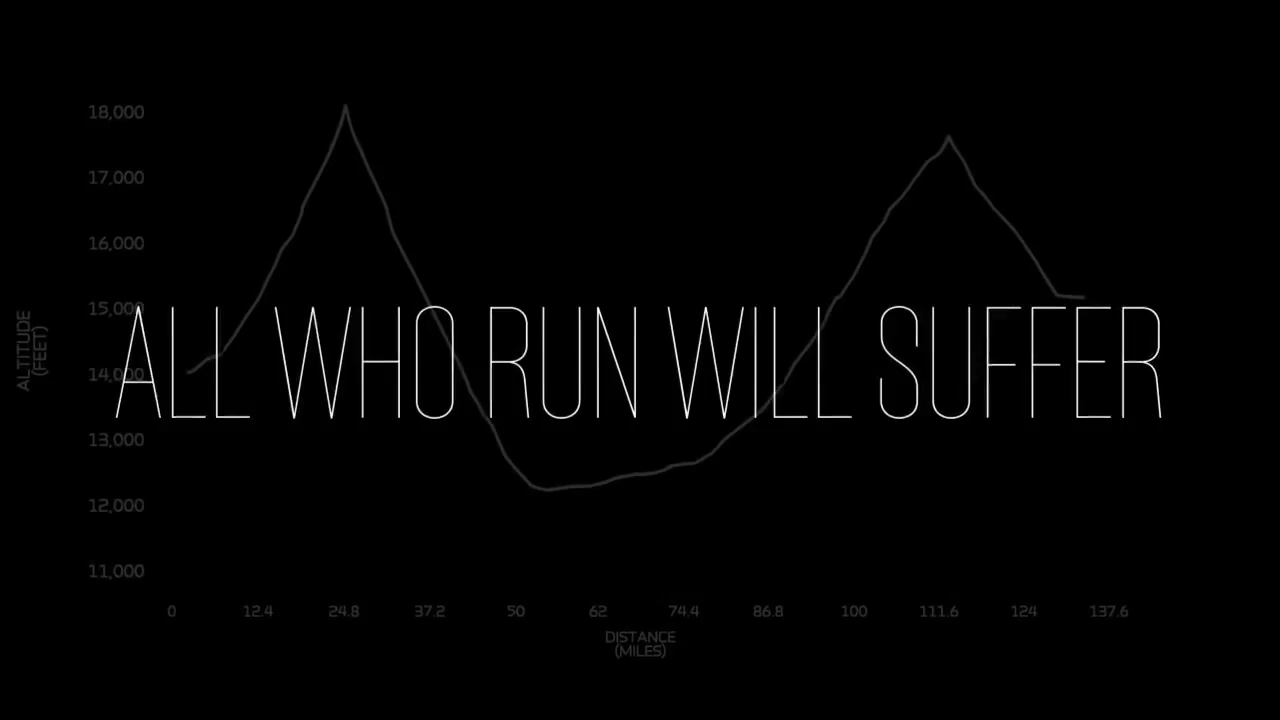 18,000
17,000
16,000
15,000
14,000
13,000
12,000
11,000
ALTITUDE
(FEET)
ALL WHO RUN WILL SUFFER
0 12.4 24.8 37.2 50 62 74.4 86.8 100 111.6 124 137.6
DISTANCE
(MILES)